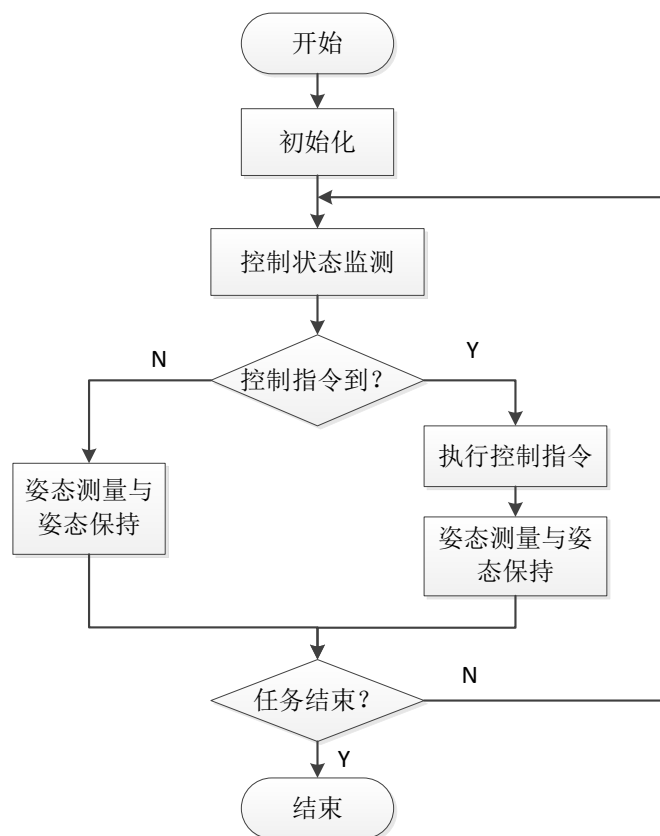 开始
初始化
控制状态监测
N
Y
控制指令到？
执行控制指令
姿态测量与
姿态保持
姿态测量与姿
态保持
任务结束？
N
Y
结束